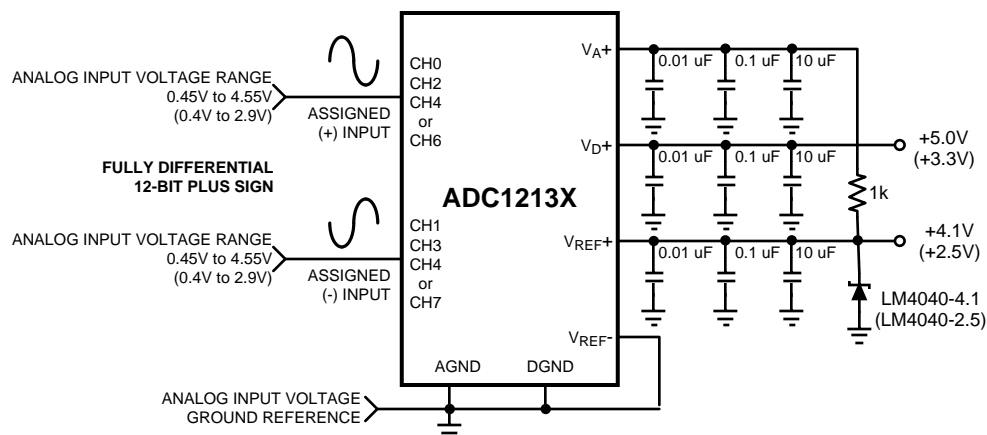 ANALOG INPUT VOLTAGE RANGE
0.45V to 4.55V
(0.4V to 2.9V)
ASSIGNED
(+) INPUT
FULLY DIFFERENTIAL
12-BIT PLUS SIGN
ANALOG INPUT VOLTAGE RANGE
0.45V to 4.55V
(0.4V to 2.9V)
ASSIGNED
(-) INPUT
ANALOG INPUT VOLTAGE
GROUND REFERENCE
CH0
CH2
CH4
or
CH6
ADC1213X
CH1
CH3
CH4
or
CH7
AGND
DGND
VA+
0.01 uF
0.1 uF
10 uF
VD+
0.01 uF
0.1 uF
10 uF
+5.0V
(+3.3V)
1k
VREF+
0.01 uF
0.1 uF
10 uF
+4.1V
(+2.5V)
LM4040-4.1
(LM4040-2.5)
VREF-